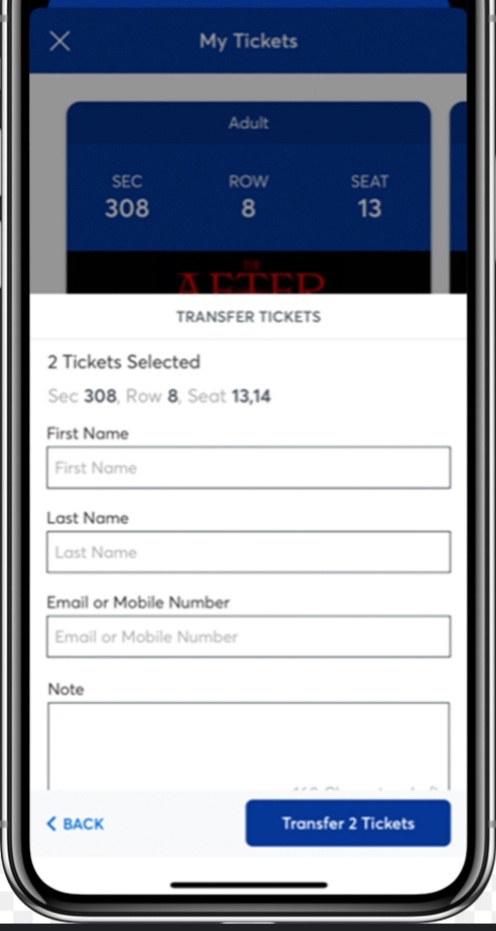 My Tickets
Adult
SEC ROW SEAT
308 8 13
THE
AFTER
TRANSFER TICKETS
2 Tickets Selected
Sec 308, Row 8, Seat 13,14
First Name
First Name
Last Name
Last Name
Email or Mobile Number
Email or Mobile Number
Note
BACK
Transfer 2 Tickets